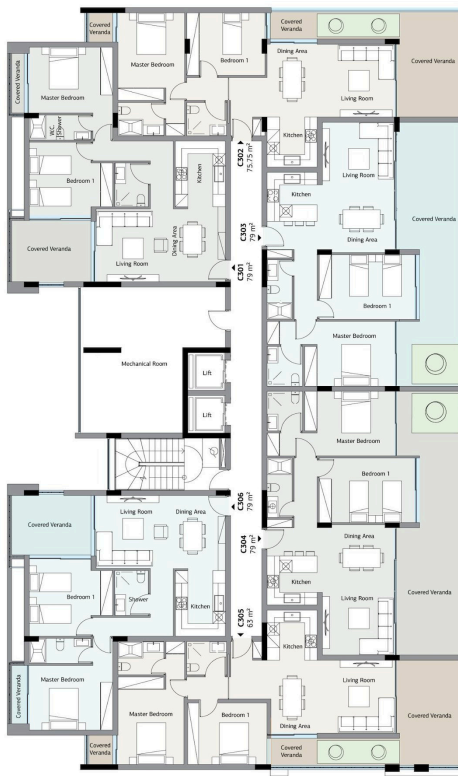 Covered
Veranda
Covered
Veranda
Covered Veranda
Master Bedroom
Bedroom 1
Dining Area
Covered Veranda
Master Bedroom
Living Room
W.C.
Shower
Kitchen
C302
75.75 m²
Bedroom 1
Kitchen
Living Room
Kitchen
Dining Area
C303
79 m²
Dining Area
Covered Veranda
Covered Veranda
Living Room
C301
79 m²
Bedroom 1
Master Bedroom
Mechanical Room
Lift
Lift
Master Bedroom
Bedroom 1
Living Room
Dining Area
C306
79 m²
Covered Veranda
C304
79 m²
Dining Area
Covered Veranda
Kitchen
Living Room
Bedroom 1
Shower
Kitchen
C305
63 m²
Kitchen
Covered Veranda
Master Bedroom
Living Room
Covered Veranda
Master Bedroom
Bedroom 1
Dining Area
Covered
Veranda
Covered
Veranda